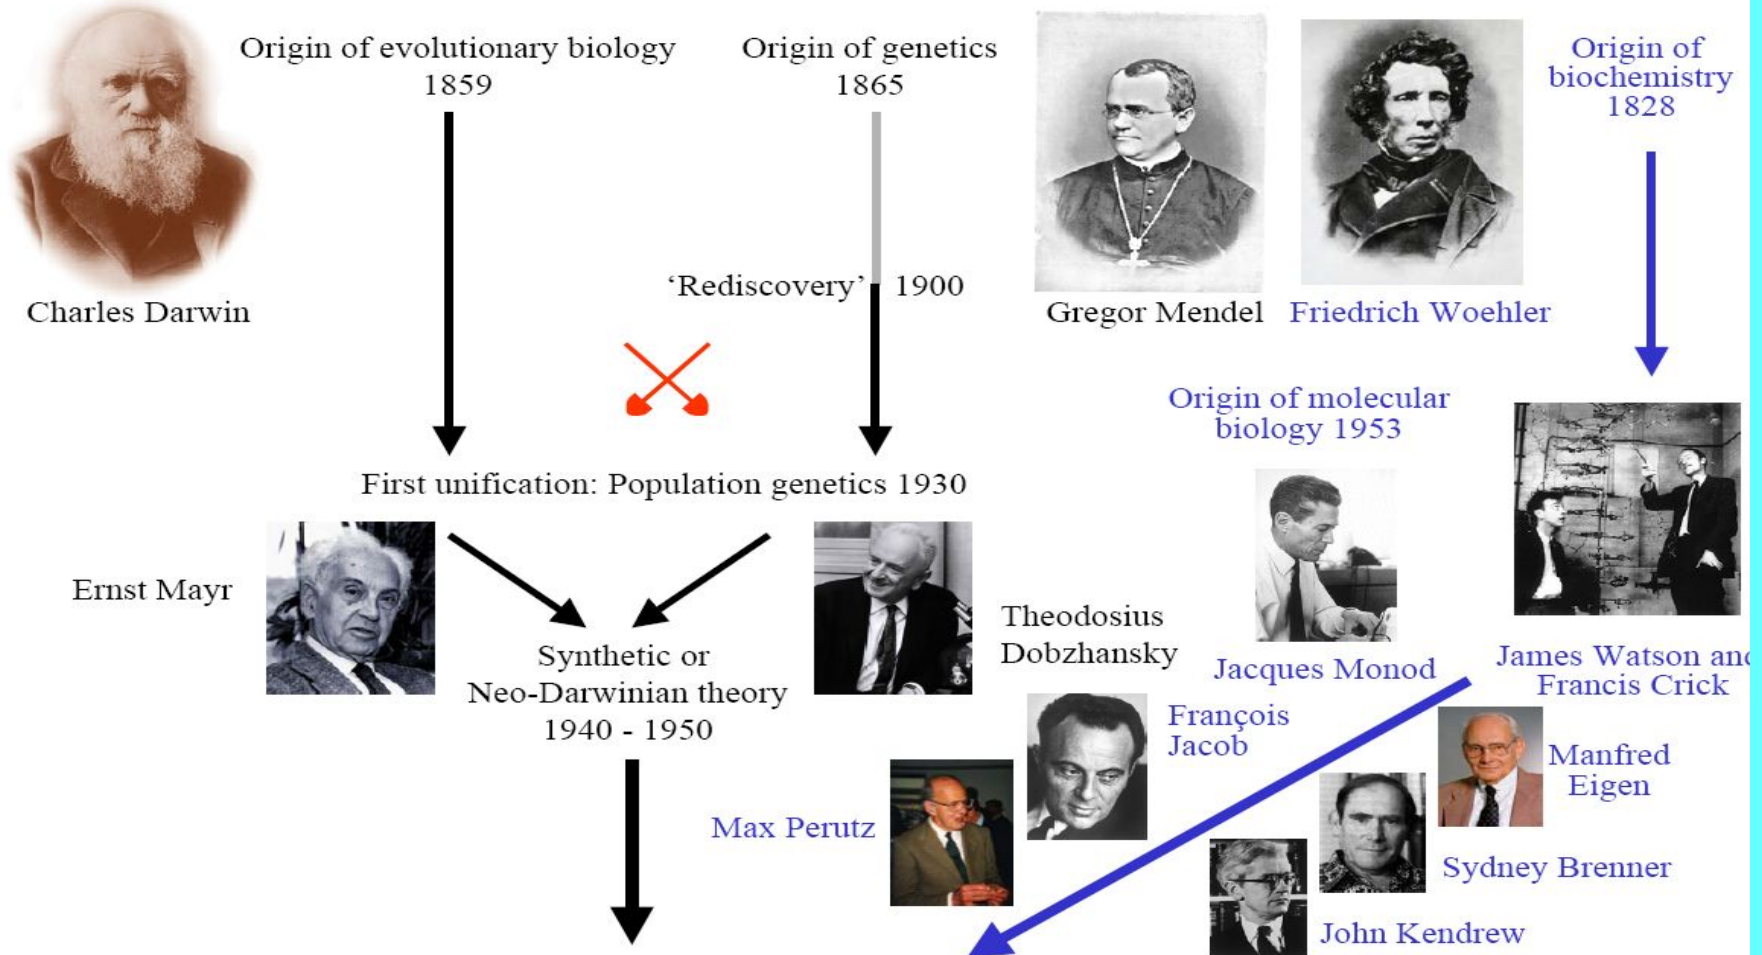 Origin of evolutionary biology
1859
Origin of genetics
1865
Origin of
biochemistry
1828
‘Rediscovery’
1900
Charles Darwin
Gregor Mendel
Friedrich Woehler
Origin of molecular
biology 1953
First unification: Population genetics 1930
Ernst Mayr
Theodosius
Dobzhansky
Synthetic or
Neo-Darwinian theory
1940 - 1950
Jacques Monod
James Watson and
Francis Crick
François
Jacob
Manfred
Eigen
Max Perutz
Sydney Brenner
John Kendrew